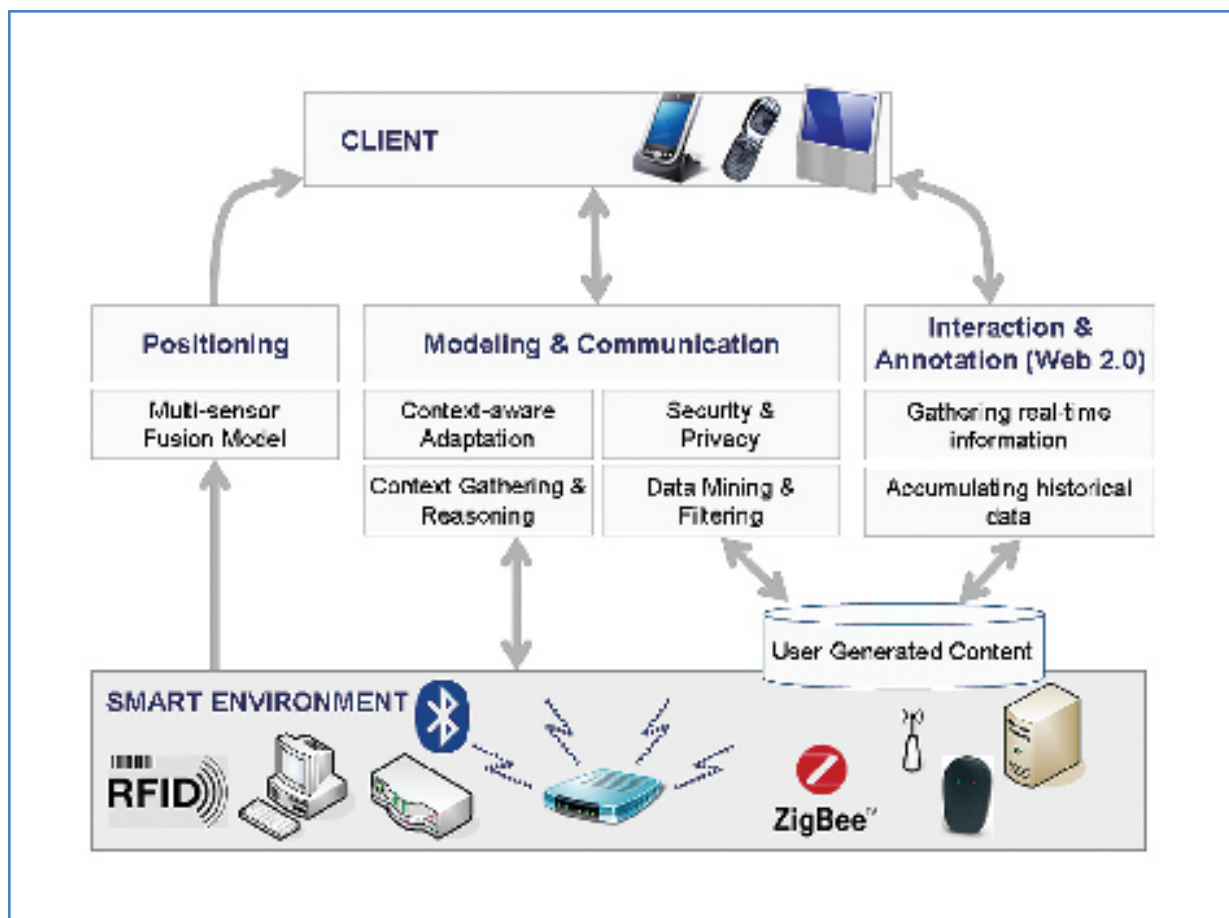 CLIENT
Positioning
Multi-sensor
Fusion Model
Modeling & Communication
Context-aware
Adaptation
Security &
Privacy
Context Gathering &
Reasoning
Data Mining &
Filtering
Interaction &
Annotation (Web 2.0)
Gathering real-time
information
Accumulating historical
data
User Generated Content
SMART ENVIRONMENT
RFID
ZigBee™